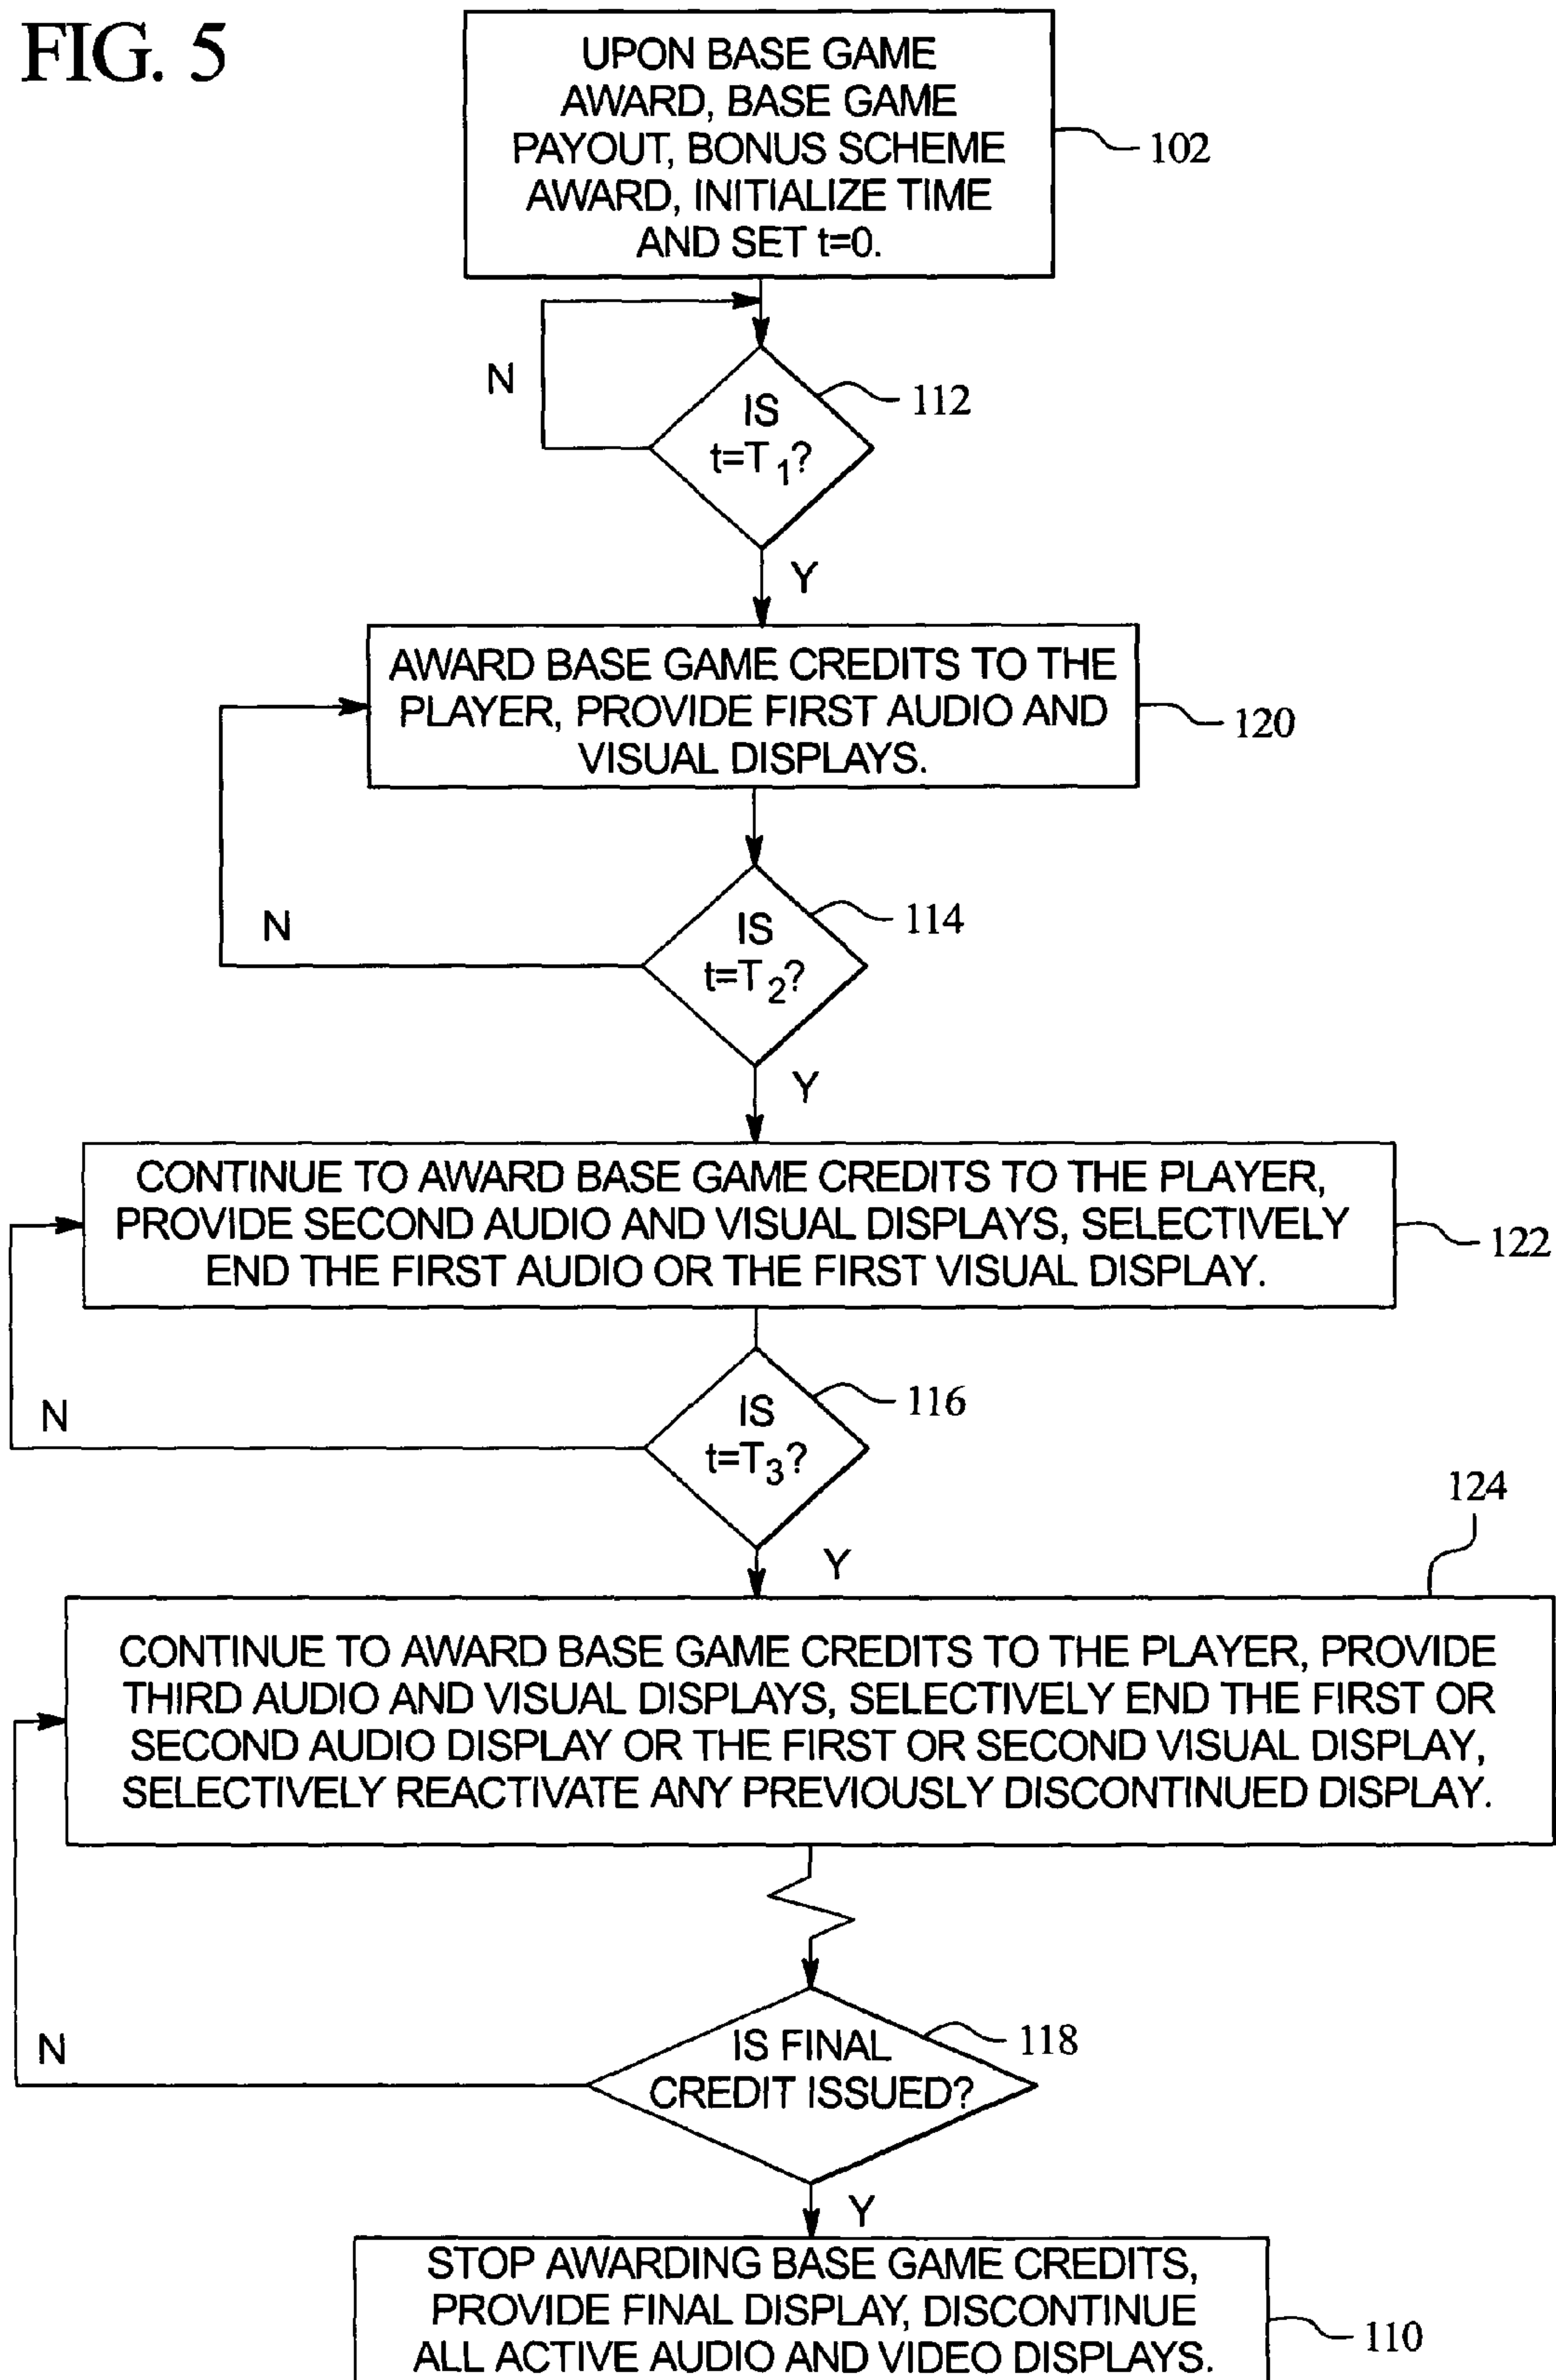 FIG. 5
UPON BASE GAME
AWARD, BASE GAME
PAYOUT, BONUS SCHEME
AWARD, INITIALIZE TIME
AND SET t=0.
102
N
IS
t=T1?
112
Y
AWARD BASE GAME CREDITS TO THE
PLAYER, PROVIDE FIRST AUDIO AND
VISUAL DISPLAYS.
120
N
IS
t=T2?
114
Y
CONTINUE TO AWARD BASE GAME CREDITS TO THE PLAYER,
PROVIDE SECOND AUDIO AND VISUAL DISPLAYS, SELECTIVELY
END THE FIRST AUDIO OR THE FIRST VISUAL DISPLAY.
122
N
IS
t=T3?
116
Y
124
CONTINUE TO AWARD BASE GAME CREDITS TO THE PLAYER, PROVIDE
THIRD AUDIO AND VISUAL DISPLAYS, SELECTIVELY END THE FIRST OR
SECOND AUDIO DISPLAY OR THE FIRST OR SECOND VISUAL DISPLAY,
SELECTIVELY REACTIVATE ANY PREVIOUSLY DISCONTINUED DISPLAY.
N
IS FINAL
CREDIT ISSUED?
118
Y
STOP AWARDING BASE GAME CREDITS,
PROVIDE FINAL DISPLAY, DISCONTINUE
ALL ACTIVE AUDIO AND VIDEO DISPLAYS.
110